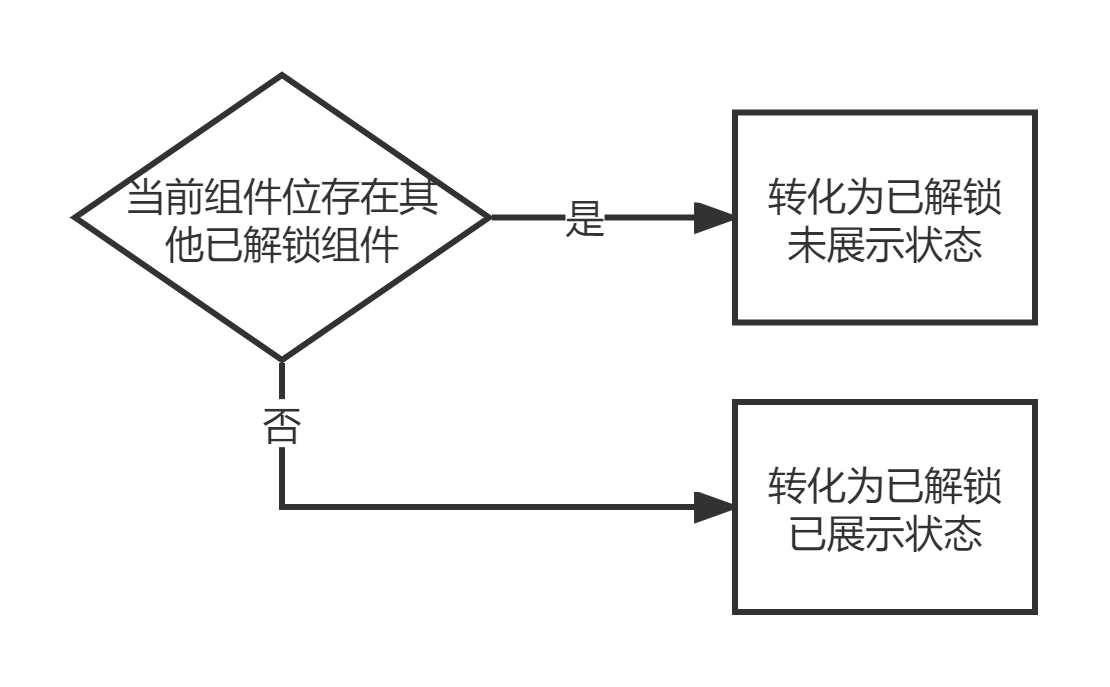 当前组件位存在其
他已解锁组件
是
转化为已解锁
未展示状态
否
转化为已解锁
已展示状态